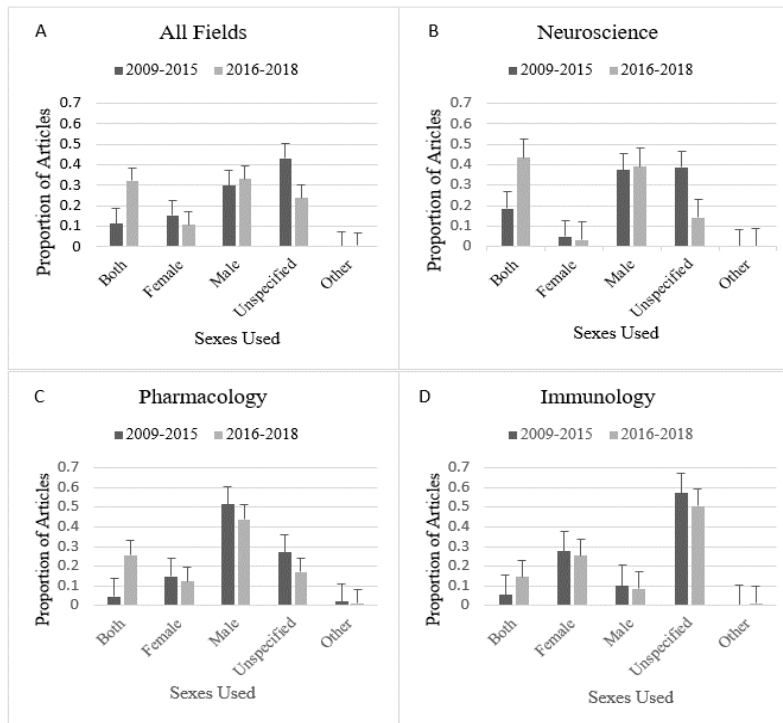 A
All Fields
2009-2015 2016-2018
Proportion of Articles
0.7
0.6
0.5
0.4
0.3
0.2
0.1
0
Both Female Male Unspecified Other
Sexes Used
B
Neuroscience
2009-2015 2016-2018
Proportion of Aricles
0.7
0.6
0.5
0.4
0.3
0.2
0.1
0
Both Female Male Unspecified Other
Sexes Used
C
Pharmacology
2009-2015 2016-2018
Proportion of Articles
0.7
0.6
0.5
0.4
0.3
0.2
0.1
0
Both Female Male Unspecified Other
Sexes Used
D
Immunology
2009-2015 2016-2018
Proportion of Articles
0.7
0.6
0.5
0.4
0.3
0.2
0.1
0
Both Female Male Unspecified Other
Sexes Used